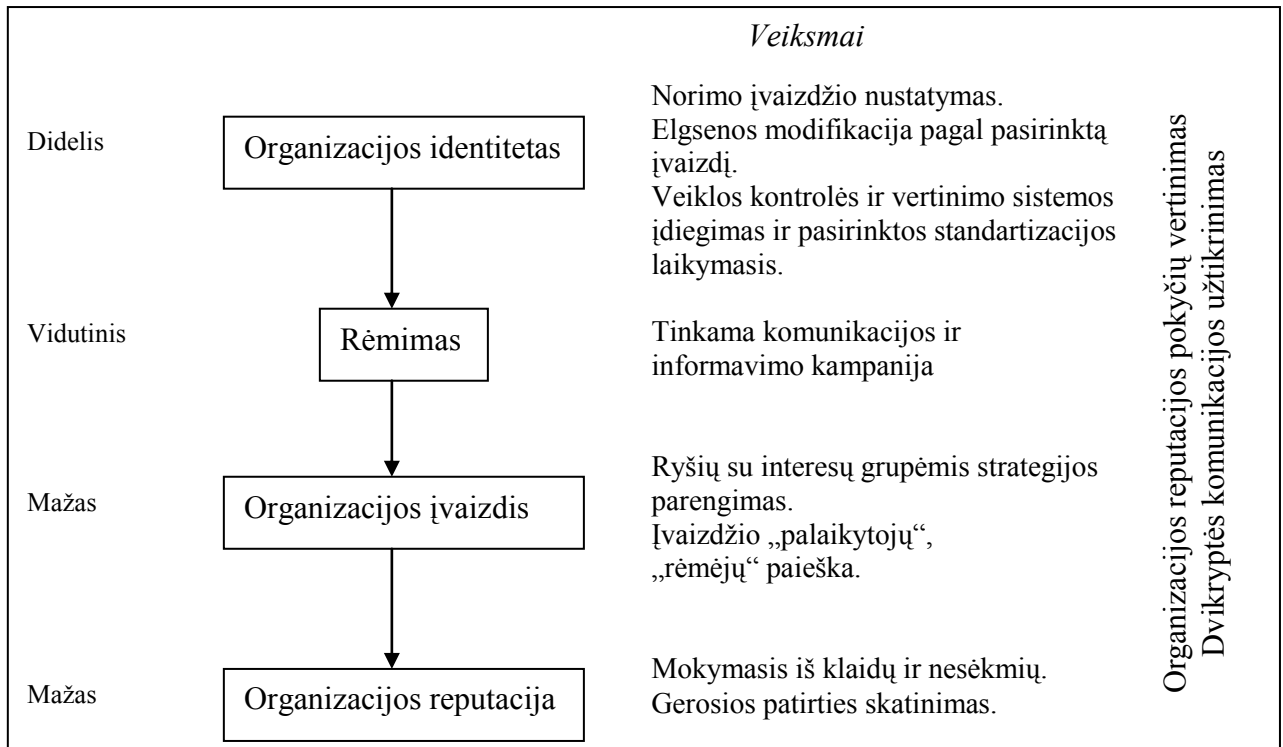 Veiksmai
Didelis
Organizacijos identitetas
Norimo įvaizdžio nustatymas.
Elgsenos modifikacija pagal pasirinktą
įvaizdį.
Veiklos kontrolės ir vertinimo sistemos
įdiegimas ir pasirinktos standartizacijos
laikymasis.
Vidutinis
Rėmimas
Tinkama komunikacijos ir
informavimo kampanija
Mažas
Organizacijos įvaizdis
Ryšių su interesų grupėmis strategijos
parengimas.
Įvaizdžio „palaikytojų“,
„rėmėjų“ paieška.
Mažas
Organizacijos reputacija
Mokymasis iš klaidų ir nesėkmių.
Gerosios patirties skatinimas.
Organizacijos reputacijos pokyčių vertinimas
Dvikryptės komunikacijos užtikrinimas